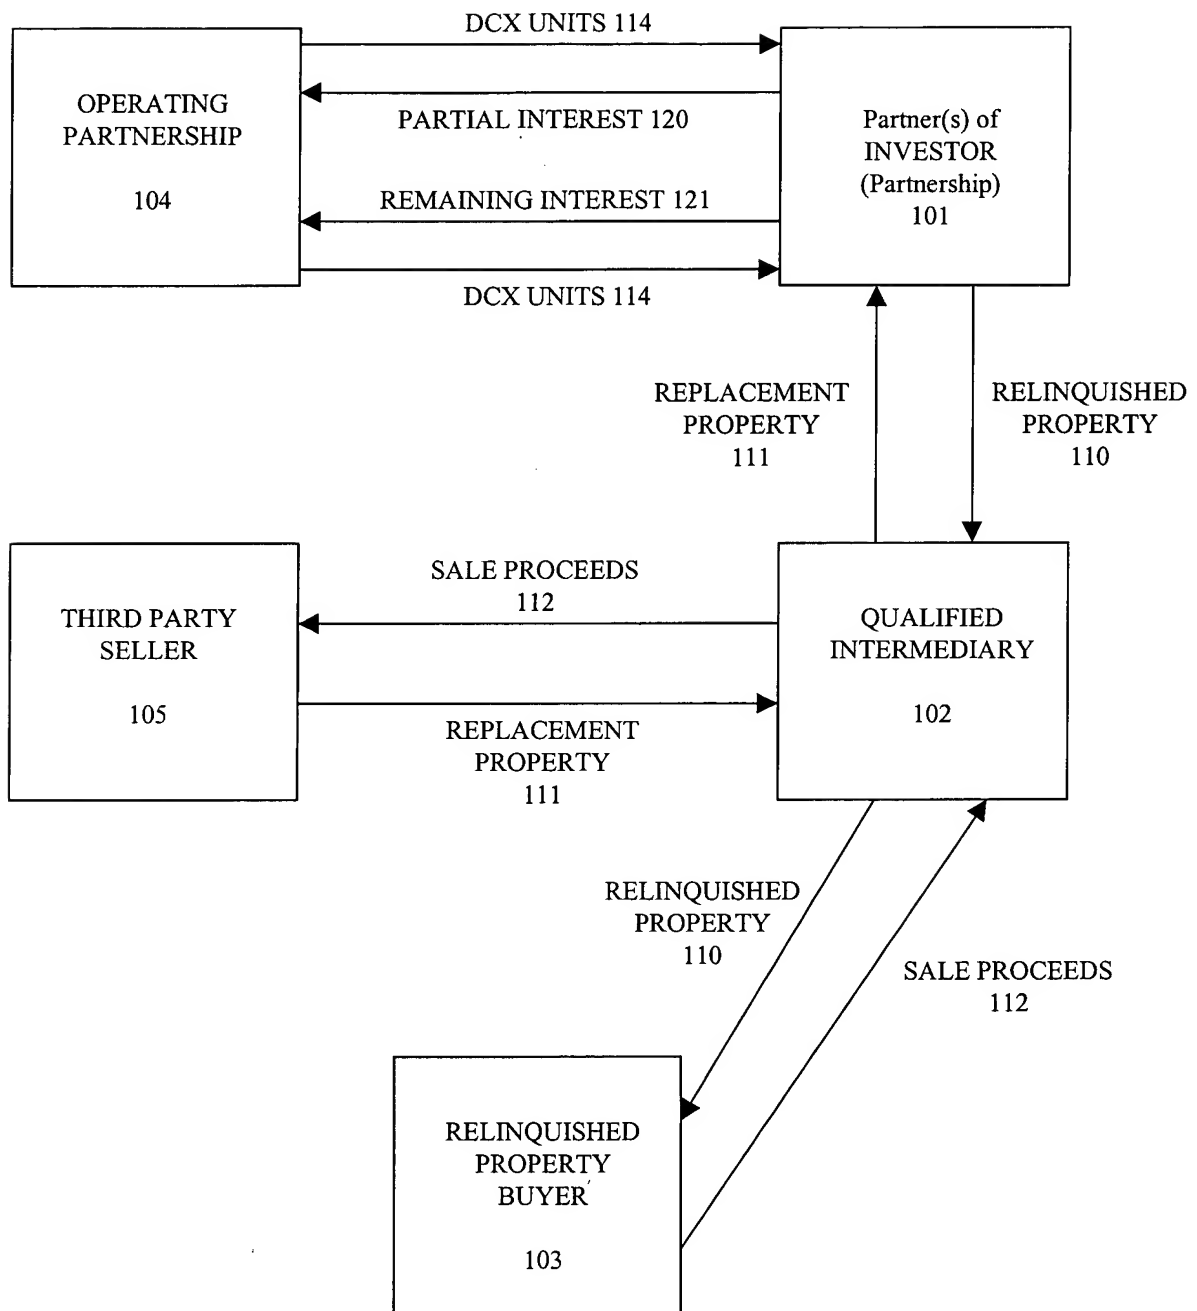 DCX UNITS 114
OPERATING
PARTNERSHIP
104
PARTIAL INTEREST 120
REMAINING INTEREST 121
DCX UNITS 114
Partner(s) of
INVESTOR
(Partnership)
101
REPLACEMENT
PROPERTY
111
RELINQUISHED
PROPERTY
110
THIRD PARTY
SELLER
105
SALE PROCEEDS
112
REPLACEMENT
PROPERTY
111
QUALIFIED
INTERMEDIARY
102
RELINQUISHED
PROPERTY
110
SALE PROCEEDS
112
RELINQUISHED
PROPERTY
BUYER
103